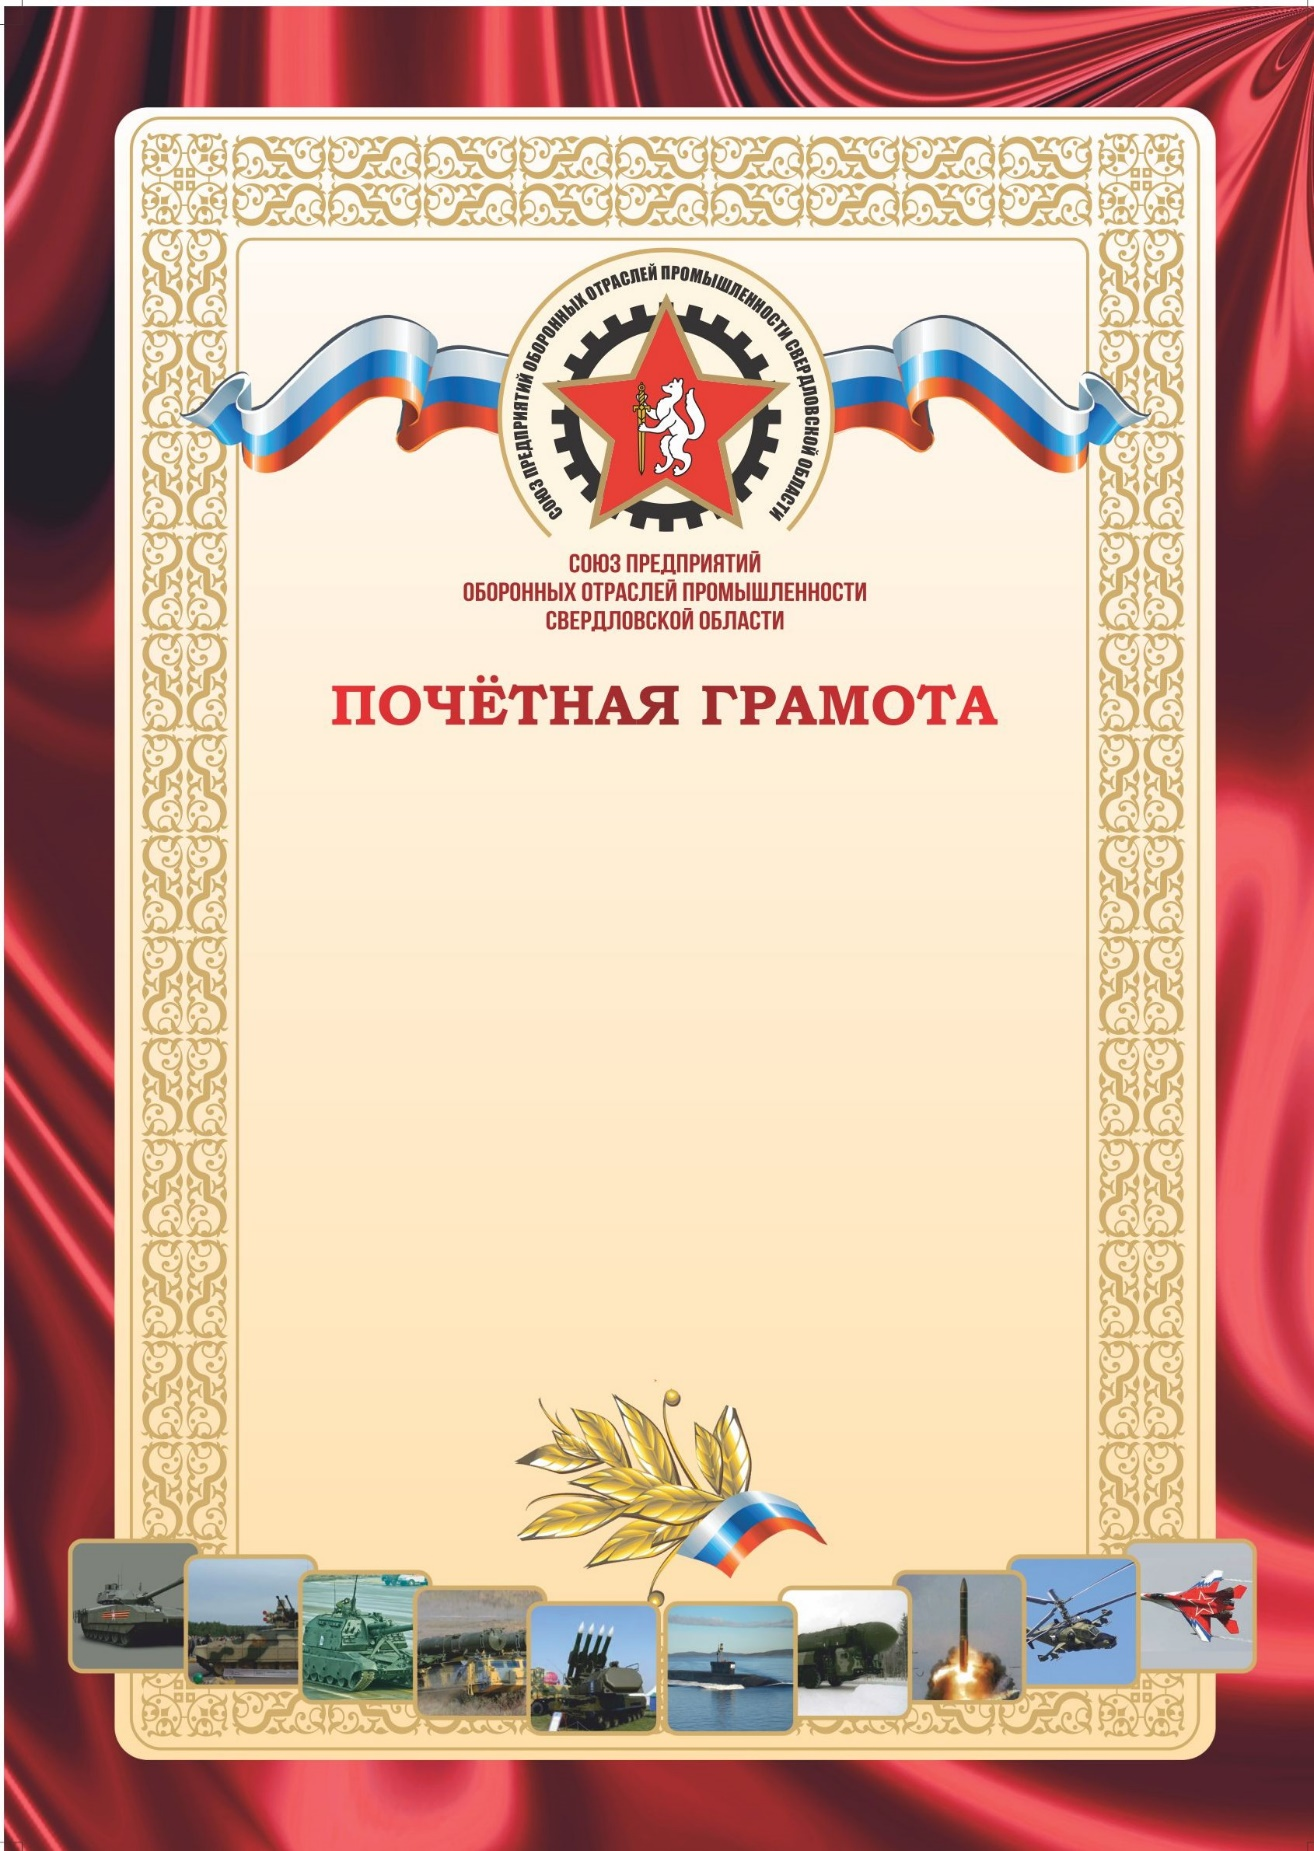 СОЮЗ ПРЕДПРИЯТИЙ ОБОРОННЫХ ОТРАСЛЕЙ ПРОМЫШЛЕННОСТИ СВЕРДЛОВСКОЙ ОБЛАСТИ
СОЮЗ ПРЕДПРИЯТИЙ
ОБОРОННЫХ ОТРАСЛЕЙ ПРОМЫШЛЕННОСТИ
СВЕРДЛОВСКОЙ ОБЛАСТИ
ПОЧЁТНАЯ ГРАМОТА